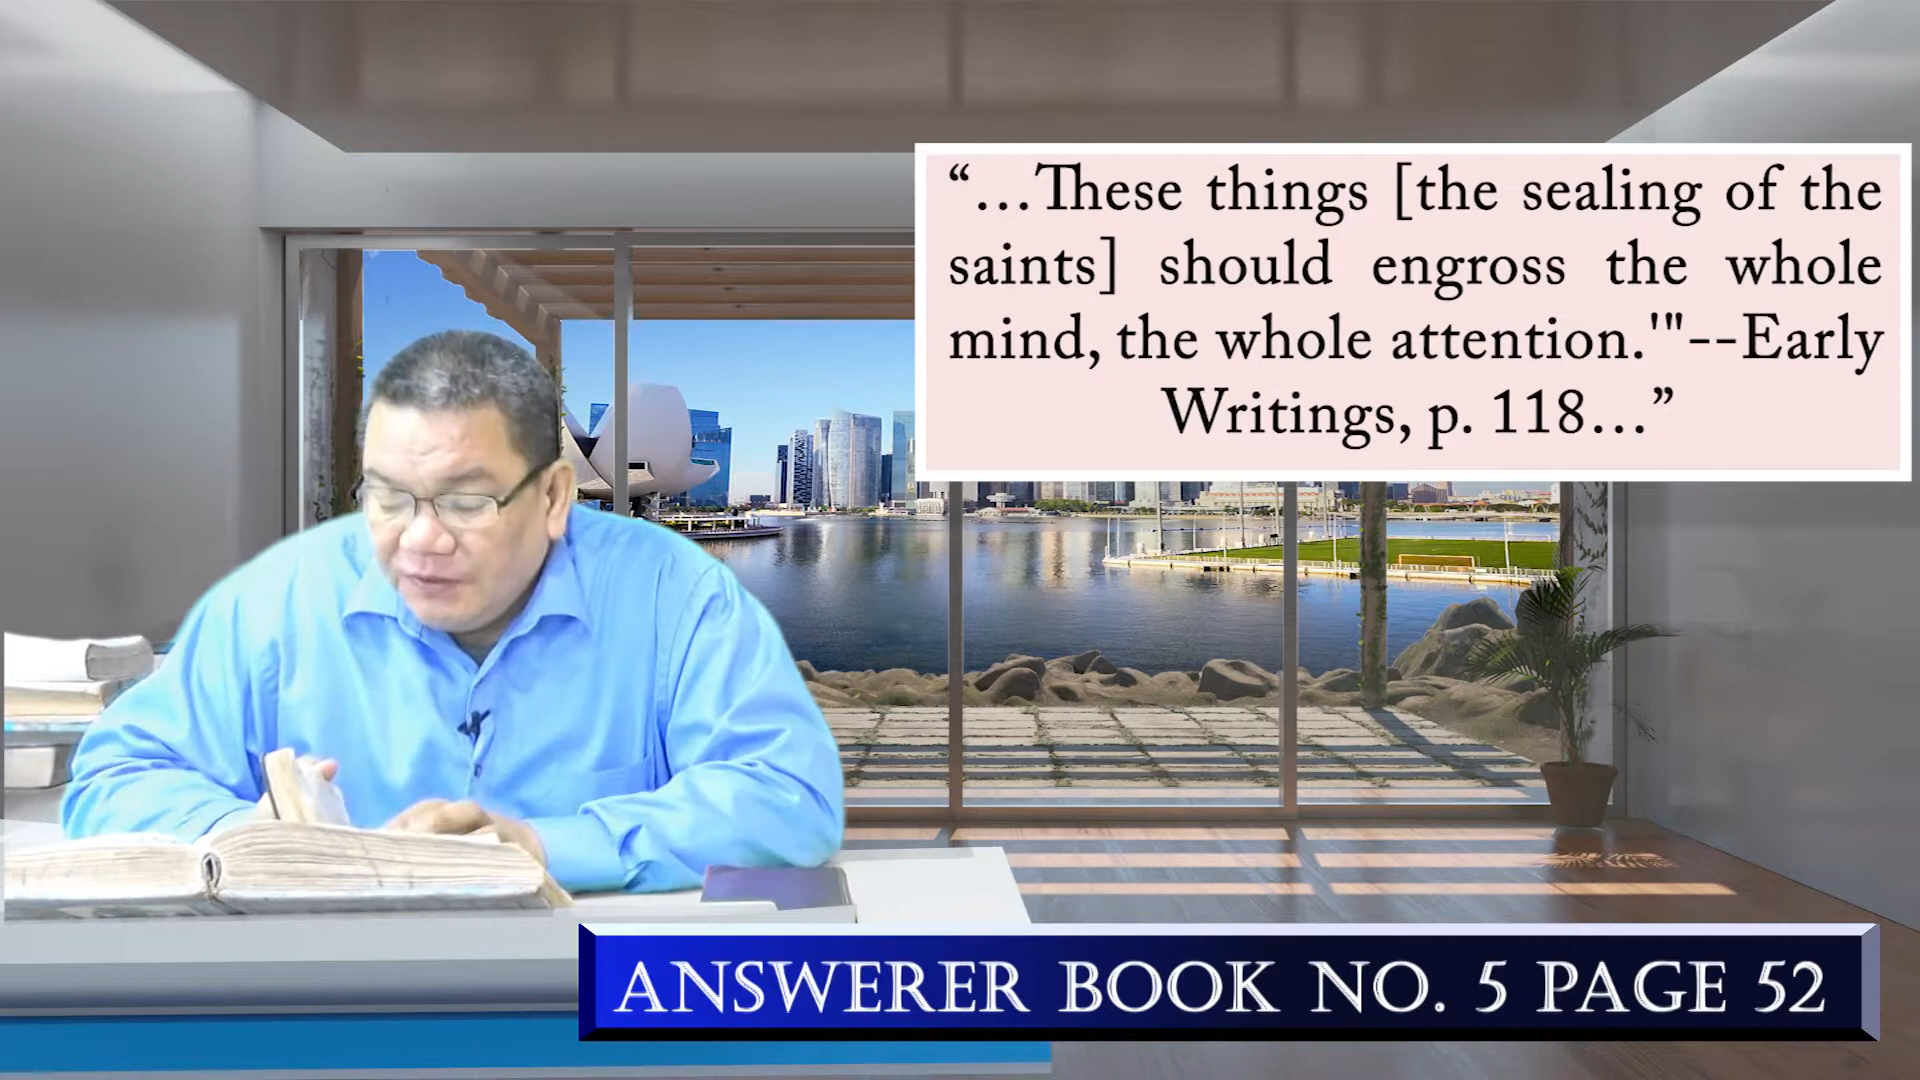 “…These things [the sealing of the
saints] should engross the whole
mind, the whole attention.'"--Early
Writings, p. 118…”
ANSWERER BOOK NO. 5 PAGE 52